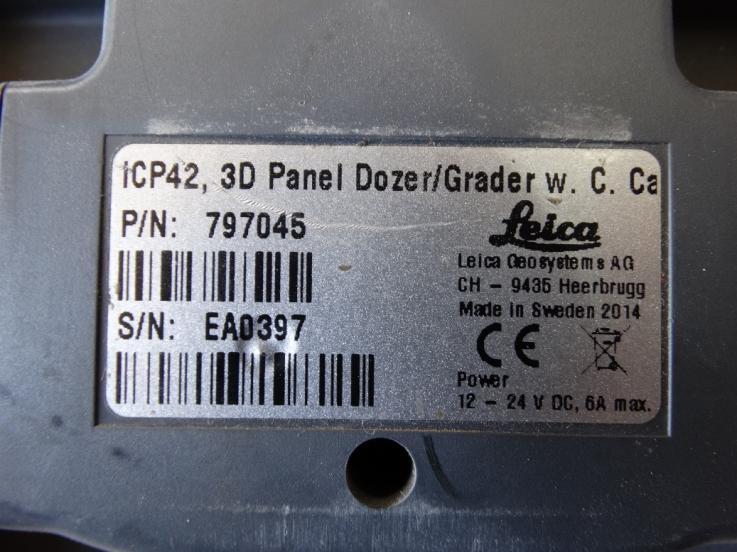 iCP42, 3D Panel Dozer/Grader w. C. Ca
P/N: 797045
S/N: EA0397
Leica
Leica Geosystems AG
CH - 9435 Heerbrugg
Made in Sweden 2014
CE
Power
12 - 24 V DC, 6A max.